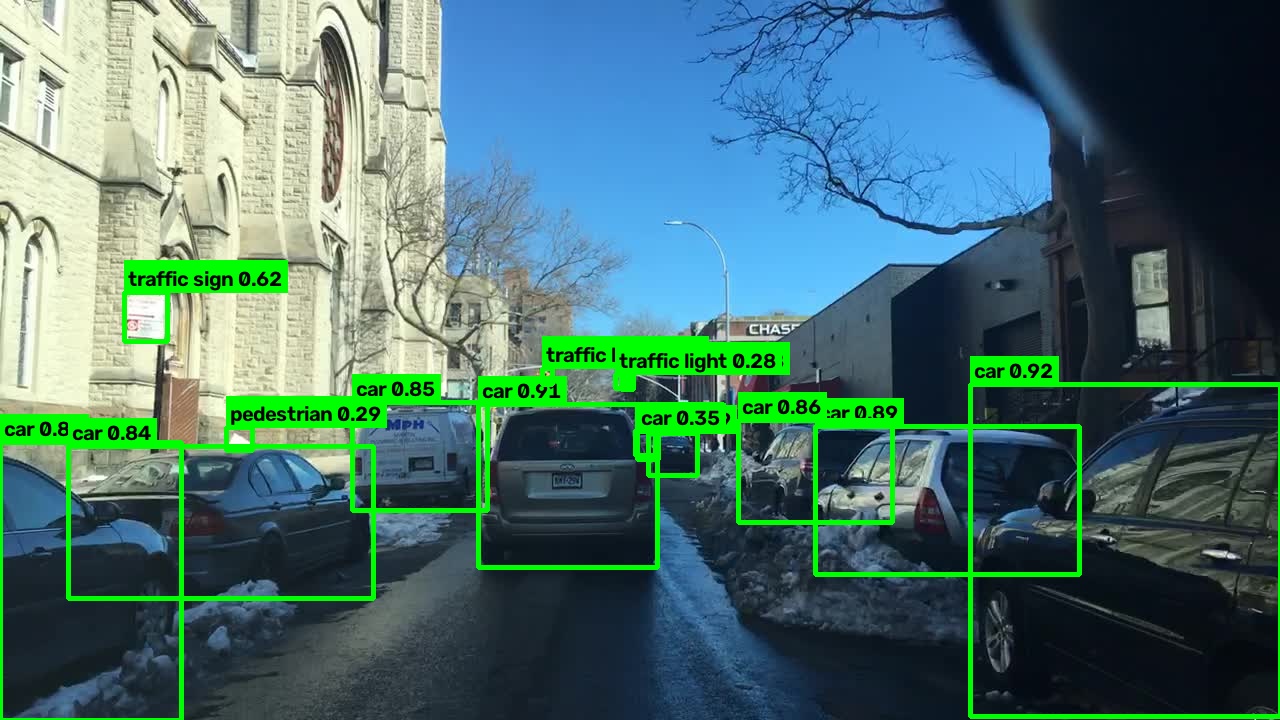 traffic sign 0.62
traffic l
traffic light 0.28
car 0.92
car 0.85
car 0.91
car 0.86
car 0.89
pedestrian 0.29
car 0.35
car 0.8
car 0.84
CHASE
MPH